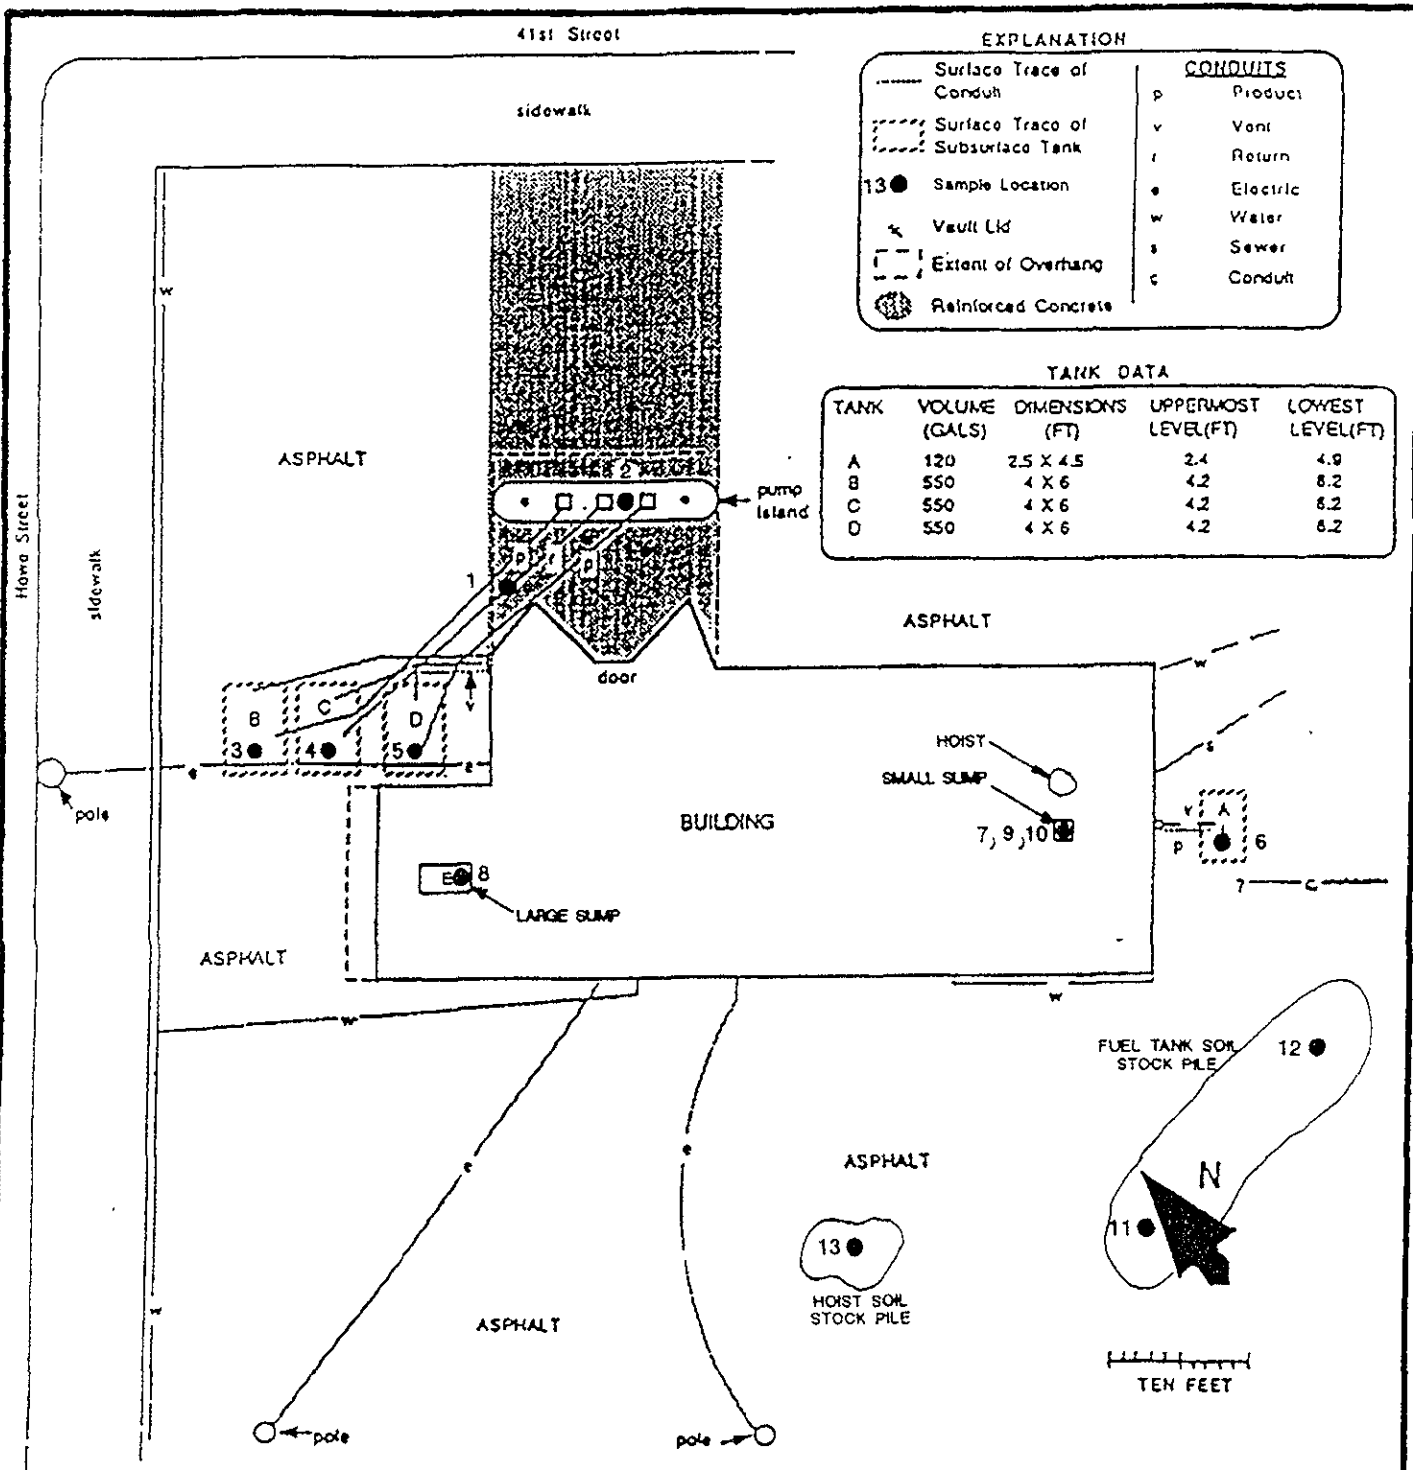 41st Street
sidewalk
EXPLANATION
Surface Trace of
Conduit
Surface Trace of
Subsurface Tank
13 Sample Location
Vault Lid
Extent of Overhang
Reinforced Concrete
CONDUITS
p Product
v Vent
r Return
e Electric
w Water
s Sewer
c Conduit
TANK DATA
TANK VOLUME DIMENSIONS UPPERMOST LOWEST
(GALS) (FT) LEVEL(FT) LEVEL(FT)
A 120 2.5 X 4.5 2.4 4.9
B 550 4 X 6 4.2 8.2
C 550 4 X 6 4.2 8.2
D 550 4 X 6 4.2 8.2
w
ASPHALT
2
pump
island
Howe Street
sidewalk
p r p
1
ASPHALT
door
w
B C D
v
3 4 5
e e
s
pole
HOIST
SMALL SUMP
BUILDING
7, 9, 10
v A
p
6
? c
E 8
LARGE SUMP
ASPHALT
w
w
FUEL TANK SOIL
STOCK PILE
12
e
e
ASPHALT
N
11
13
HOIST SOIL
STOCK PILE
w
ASPHALT
TEN FEET
pole
pole